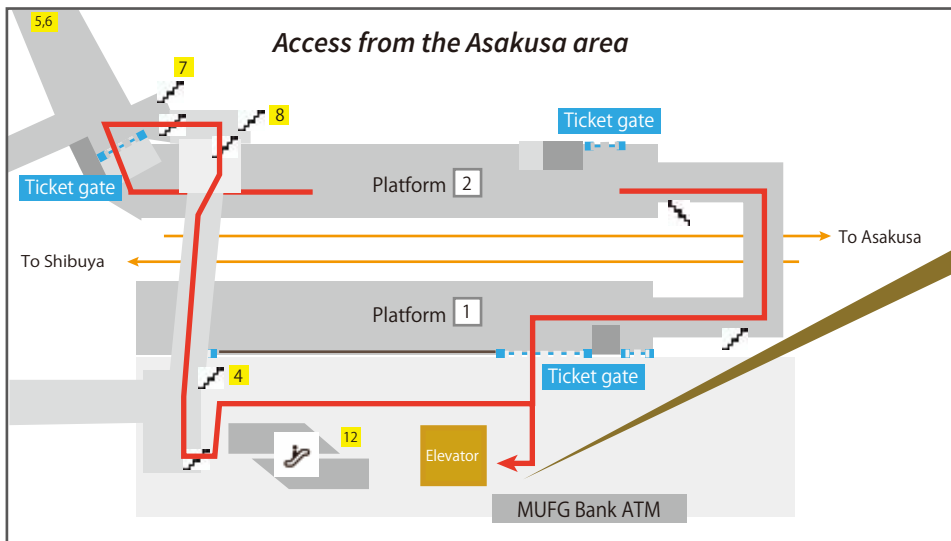 5,6
Access from the Asakusa area
7
8
Ticket gate
Ticket gate
Platform 2
To Asakusa
To Shibuya
Platform 1
4
Ticket gate
12
Elevator
MUFG Bank ATM